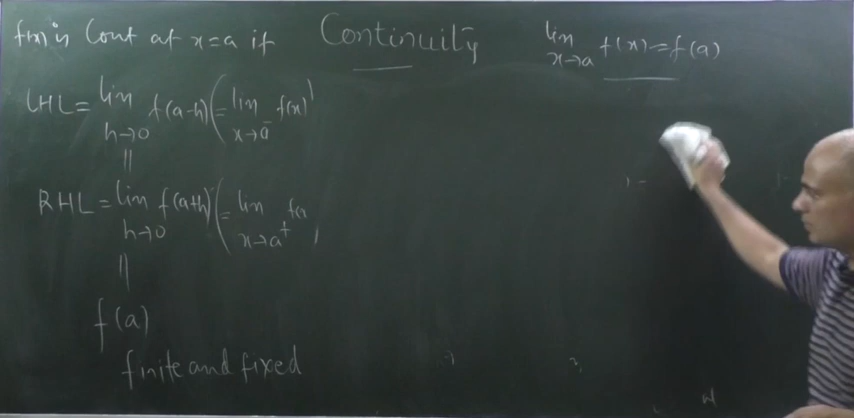 f(x) is Cont at x=a if
Continuity
lim f(x)=f(a)
x→a
LHL = lim f(a-h) (= lim f(x)
h→0 x→a⁻
||
RHL = lim f(a+h) (= lim f(x
h→0 x→a⁺
||
f(a)
finite and fixed